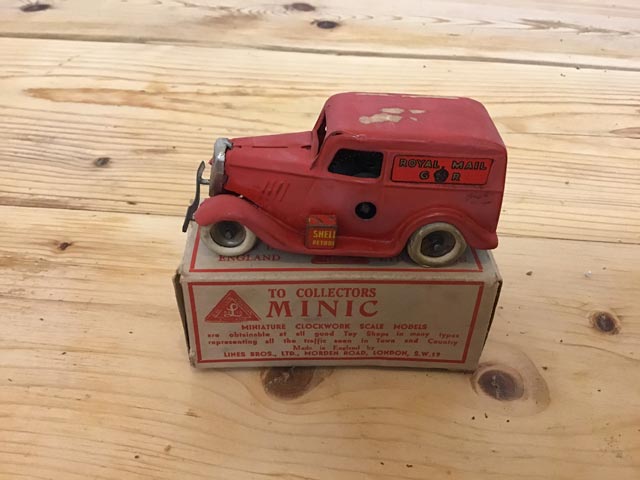 ROYAL MAIL
G R
SHELL
PETROL
ENGLAND
TO COLLECTORS
MINIC
MINIATURE CLOCKWORK SCALE MODELS
are obtainable at all good Toy Shops in many types
representing all the traffic seen in Town and Country
Made in England by
LINES BROS., LTD., MORDEN ROAD, LONDON, S.W.19